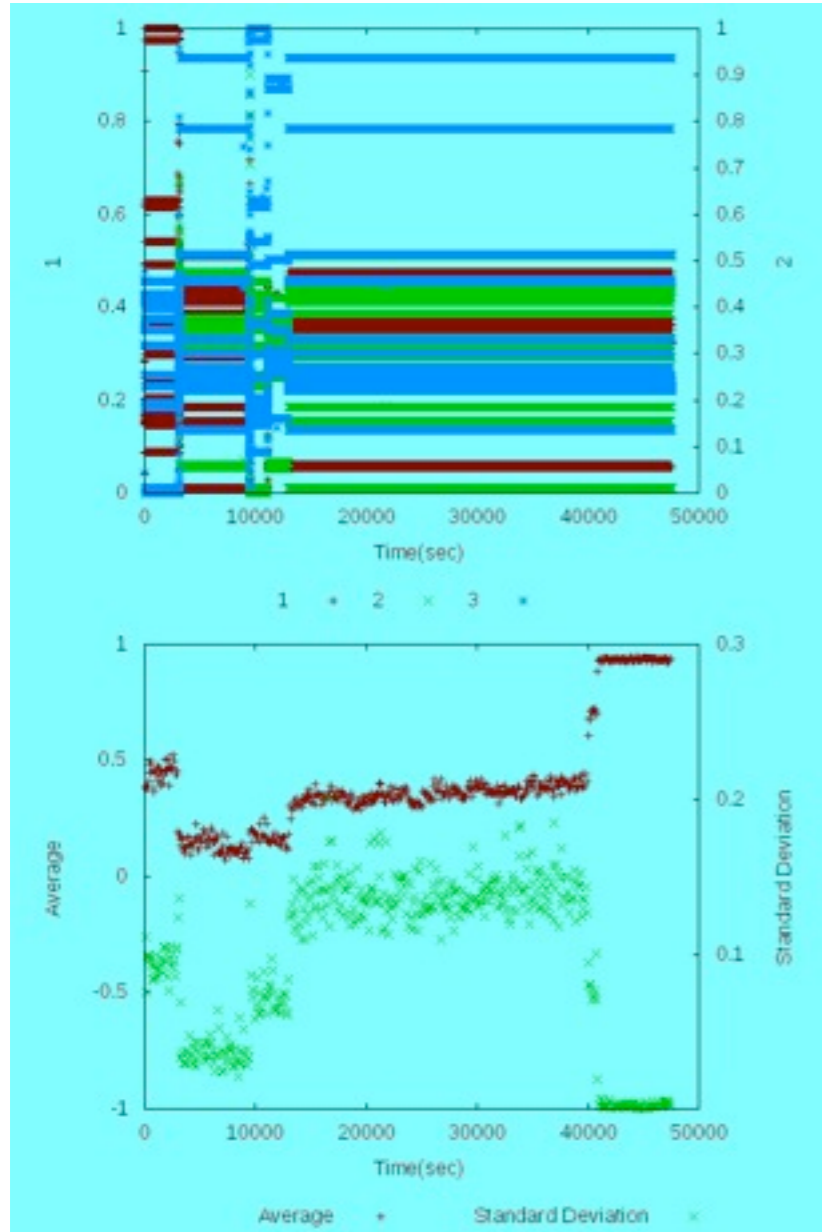 1 1
0.9
0.8 0.8
0.7
0.6 0.6
1 0.5 2
0.4 0.4
0.3
0.2 0.2
0.1
0 0
0 10000 20000 30000 40000 50000
Time(sec)
1 2 3
1 0.3
0.5
0.2
Average 0 Standard Deviation
0.1
-0.5
-1
0 10000 20000 30000 40000 50000
Time(sec)
Average Standard Deviation